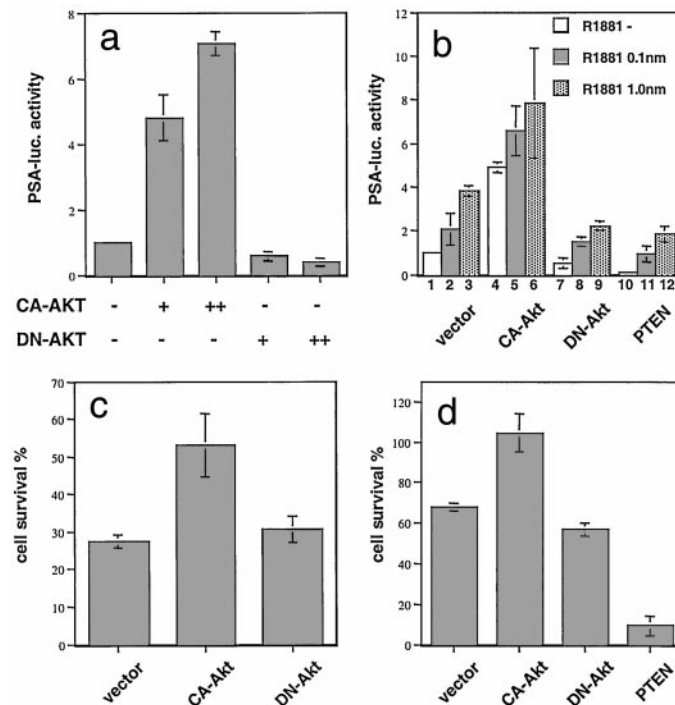 a
8
6
4
2
0
PSA-luc. activity
CA-AKT - + ++ - -
DN-AKT - - - + ++
b
12
10
8
6
4
2
0
PSA-luc. activity
R1881 -
R1881 0.1nm
R1881 1.0nm
1 2 3 4 5 6 7 8 9 10 11 12
vector CA-Akt DN-Akt PTEN
c
70
60
50
40
30
20
10
0
cell survival %
vector CA-Akt DN-Akt
d
120
100
80
60
40
20
0
cell survival %
vector CA-Akt DN-Akt PTEN